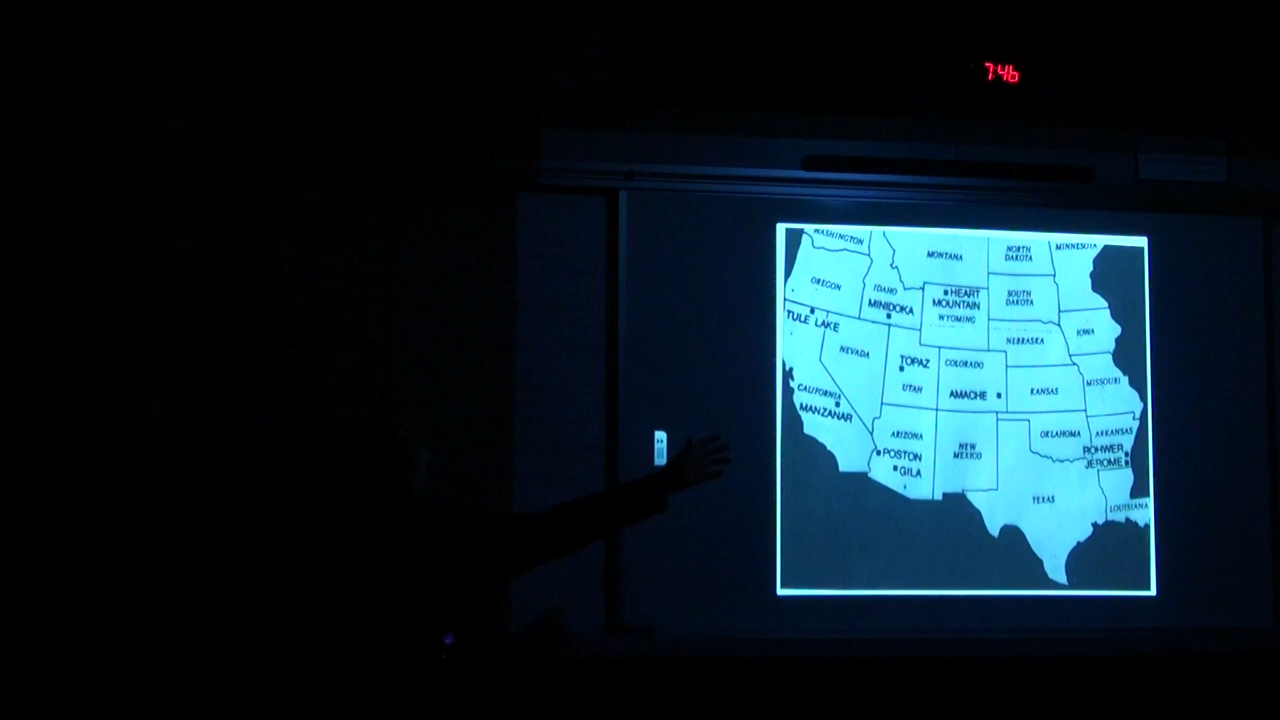 7:46
WASHINGTON
MONTANA
NORTH
DAKOTA
MINNESOTA
OREGON
IDAHO
MINIDOKA
HEART
MOUNTAIN
WYOMING
SOUTH
DAKOTA
TULE LAKE
NEVADA
NEBRASKA
IOWA
TOPAZ
UTAH
COLORADO
AMACHE
KANSAS
MISSOURI
CALIFORNIA
MANZANAR
ARIZONA
POSTON
GILA
NEW
MEXICO
OKLAHOMA
ARKANSAS
ROHWER
JEROME
TEXAS
LOUISIANA